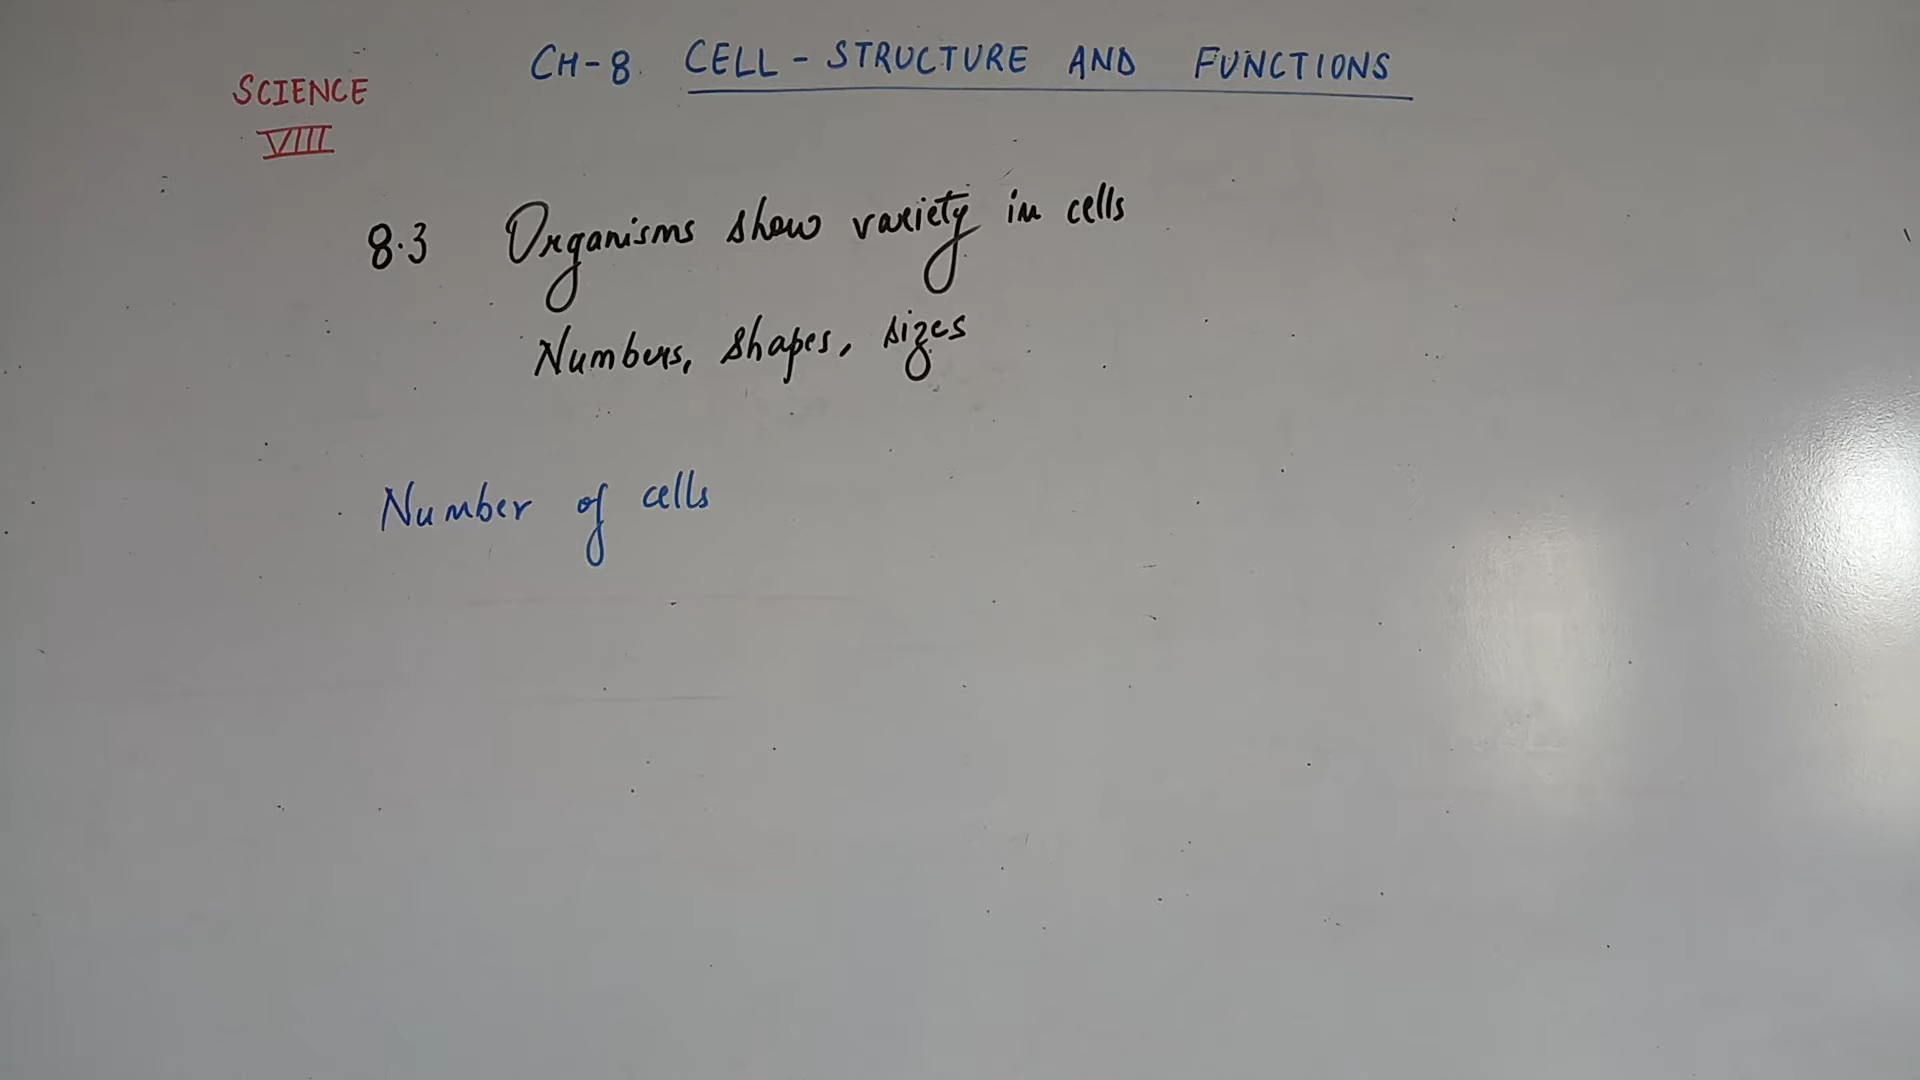 CH-8 CELL - STRUCTURE AND FUNCTIONS
SCIENCE
VIII
8.3 Organisms show variety in cells
Numbers, shapes, sizes
Number of cells